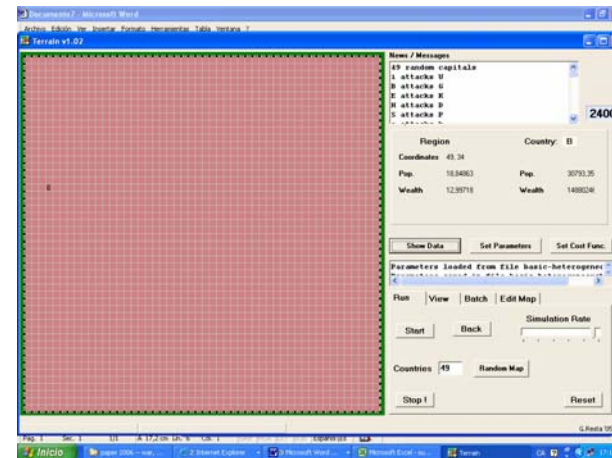 Documento7 - Microsoft Word
Archivo Edición Ver Insertar Formato Herramientas Tabla Ventana ?
Terrain v1.02
News / Messages
49 random capitals
i attacks U
B attacks G
E attacks K
H attacks D
S attacks P
2400
Region
Country: B
Coordinates 49, 34
Pop. 18,84863 Pop. 30793,35
Wealth 12,99718 Wealth
Show Data Set Parameters Set Cost Func.
Parameters loaded from file basic-heterogene
Run View Batch Edit Map
Simulation Rate
Start Back
Countries 49 Random Map
Stop ! Reset
B
Pág. 1 Sec. 1 1/1 A 17,2 cm Lín. Col. 1
Inicio paper 2006 - war, ... 2 Internet Explorer 3 Microsoft Word ... Microsoft Excel - su... Terrain CA